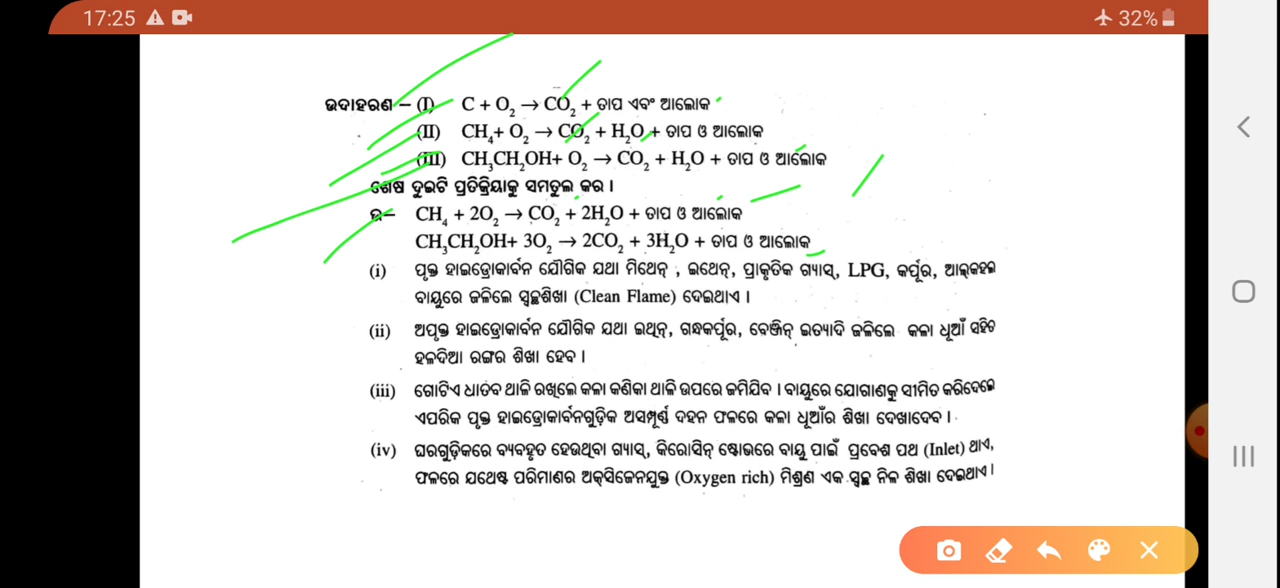 17:25
32%
ଉଦାହରଣ – (I) C + O₂ → CO₂ + ତାପ ଏବଂ ଆଲୋକ
(II) CH₄+ O₂ → CO₂ + H₂O + ତାପ ଓ ଆଲୋକ
(III) CH₃CH₂OH+ O₂ → CO₂ + H₂O + ତାପ ଓ ଆଲୋକ
ଶେଷ ଦୁଇଟି ପ୍ରତିକ୍ରିୟାକୁ ସମତୁଲ କର ।
ଉ– CH₄ + 2O₂ → CO₂ + 2H₂O + ତାପ ଓ ଆଲୋକ
CH₃CH₂OH+ 3O₂ → 2CO₂ + 3H₂O + ତାପ ଓ ଆଲୋକ
(i) ପୃକ୍ତ ହାଇଡ୍ରୋକାର୍ବନ ଯୌଗିକ ଯଥା ମିଥେନ୍ , ଇଥେନ୍, ପ୍ରାକୃତିକ ଗ୍ୟାସ୍, LPG, କର୍ପୂର, ଆଲ୍‌କହଲ
ବାୟୁରେ ଜଳିଲେ ସ୍ୱଚ୍ଛଶିଖା (Clean Flame) ଦେଇଥାଏ ।
(ii) ଅପୃକ୍ତ ହାଇଡ୍ରୋକାର୍ବନ ଯୌଗିକ ଯଥା ଇଥିନ୍, ଗନ୍ଧକର୍ପୂର, ବେଞ୍ଜିନ୍ ଇତ୍ୟାଦି ଜଳିଲେ କଳା ଧୂଆଁ ସହିତ
ହଳଦିଆ ରଙ୍ଗର ଶିଖା ହେବ ।
(iii) ଗୋଟିଏ ଧାତବ ଥାଳି ରଖିଲେ କଳା କଣିକା ଥାଳି ଉପରେ ଜମିଯିବ । ବାୟୁରେ ଯୋଗାଣକୁ ସୀମିତ କରିଦେଲେ
ଏପରିକ ପୃକ୍ତ ହାଇଡ୍ରୋକାର୍ବନଗୁଡ଼ିକ ଅସମ୍ପୂର୍ଣ୍ଣ ଦହନ ଫଳରେ କଳା ଧୂଆଁର ଶିଖା ଦେଖାଦେବ ।
(iv) ଘରଗୁଡ଼ିକରେ ବ୍ୟବହୃତ ହେଉଥିବା ଗ୍ୟାସ୍, କିରୋସିନ୍ ଷ୍ଟୋଭରେ ବାୟୁ ପାଇଁ ପ୍ରବେଶ ପଥ (Inlet) ଥାଏ,
ଫଳରେ ଯଥେଷ୍ଟ ପରିମାଣର ଅକ୍‌ସିଜେନଯୁକ୍ତ (Oxygen rich) ମିଶ୍ରଣ ଏକ ସ୍ୱଚ୍ଛ ନିଳ ଶିଖା ଦେଇଥାଏ ।